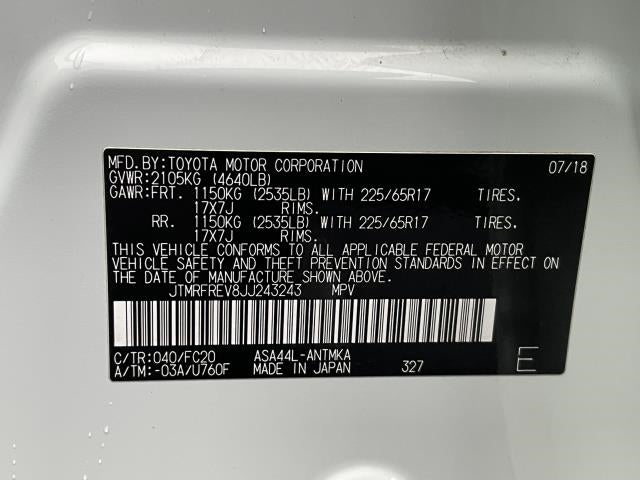 MFD.BY:TOYOTA MOTOR CORPORATION 07/18
GVWR:2105KG (4640LB)
GAWR:FRT. 1150KG (2535LB) WITH 225/65R17 TIRES.
17X7J RIMS.
RR. 1150KG (2535LB) WITH 225/65R17 TIRES.
17X7J RIMS.
THIS VEHICLE CONFORMS TO ALL APPLICABLE FEDERAL MOTOR
VEHICLE SAFETY AND THEFT PREVENTION STANDARDS IN EFFECT ON
THE DATE OF MANUFACTURE SHOWN ABOVE.
JTMRFREV8JJ243243 MPV
C/TR:040/FC20 ASA44L-ANTMKA
A/TM:-03A/U760F MADE IN JAPAN 327 E